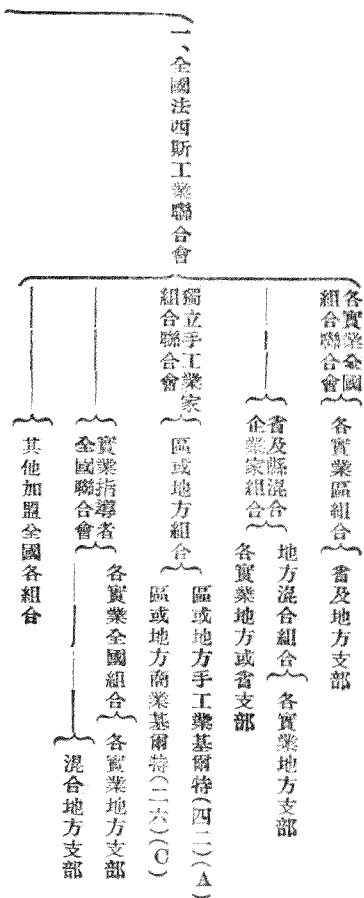 一、全國法西斯工業聯合會
各實業全國
組合聯合會
各實業區組合
省及地方支部
省及縣混合
企業家組合
地方混合組合
各實業地方支部
各實業地方或省支部
獨立手工業家
組合聯合會
區或地方組合
區或地方手工業基爾特(四二)(A)
區或地方商業基爾特(二六)(C)
實業指導者
全國聯合會
各實業全國組合
各實業地方支部
混合地方支部
其他加盟全國各組合